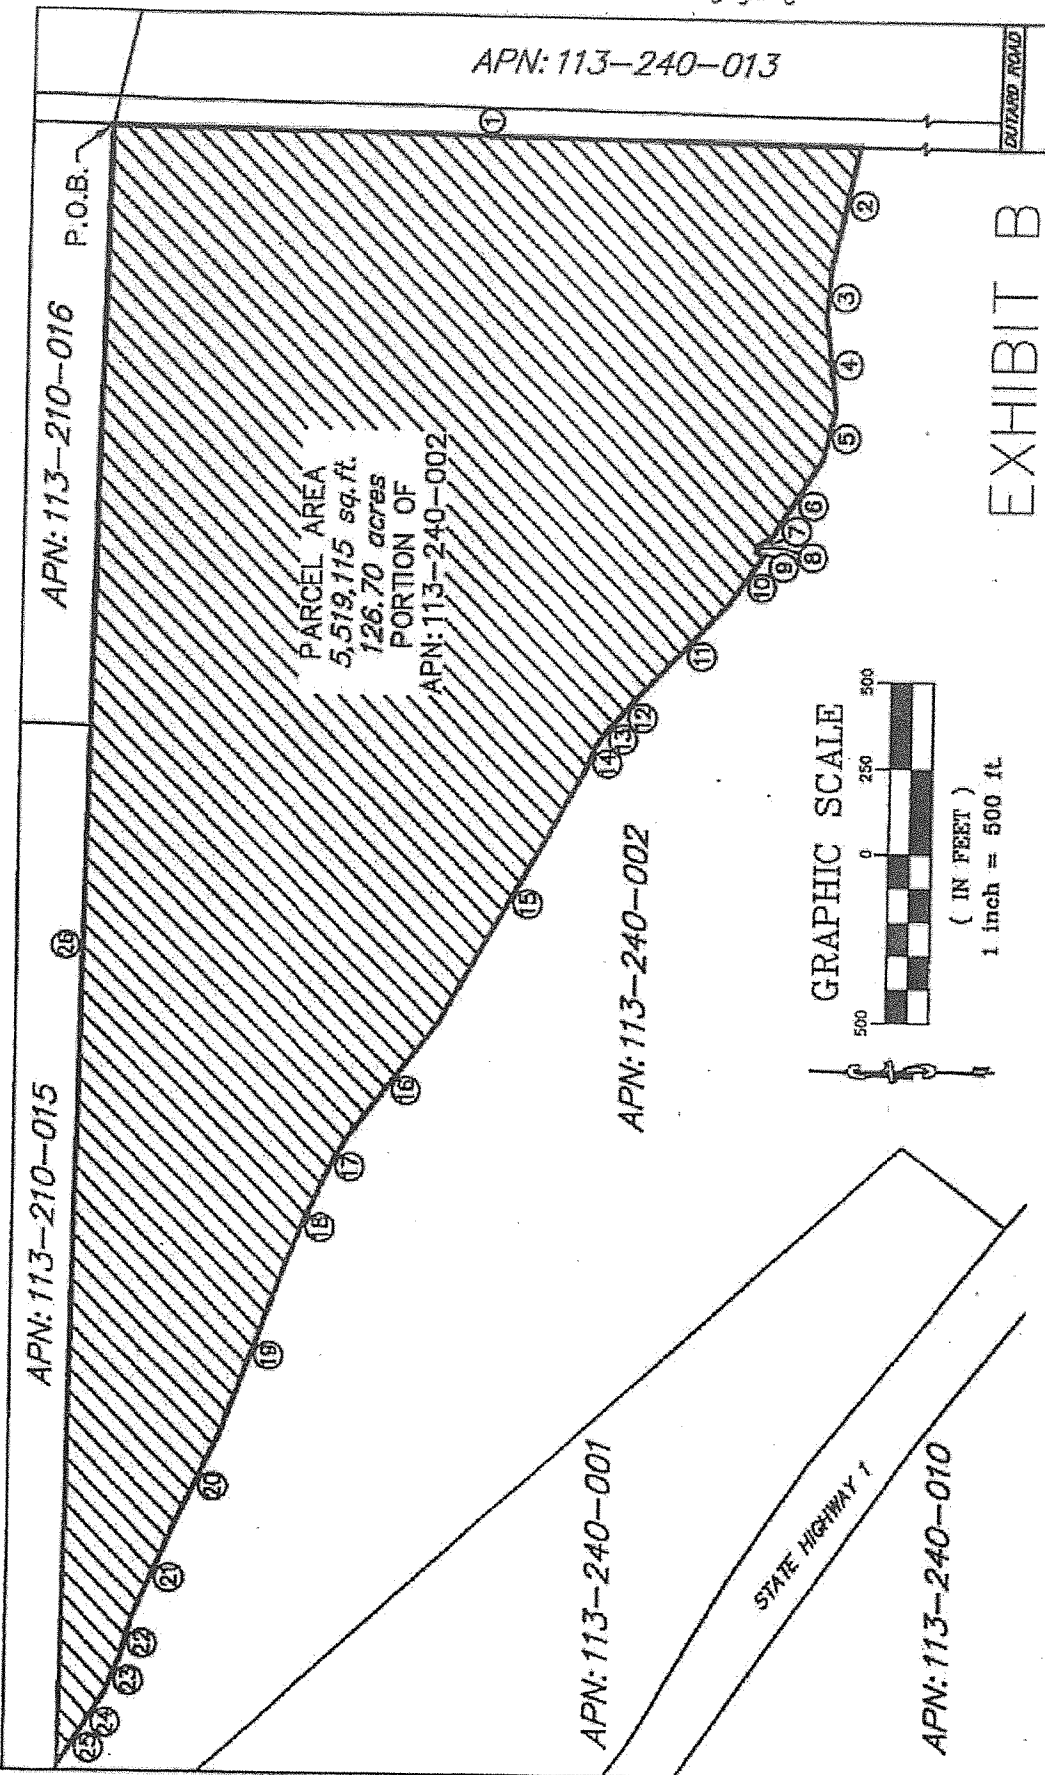 APN: 113-210-015
APN: 113-210-016
P.O.B.
APN: 113-240-013
26
1
PARCEL AREA
5,519,115 sq. ft.
126.70 acres
PORTION OF
APN: 113-240-002
25
24
23
22
21
20
19
18
17
16
15
14
13
12
11
10
9
8
7
6
5
4
3
2
APN: 113-240-002
APN: 113-240-001
STATE HIGHWAY 1
APN: 113-240-010
GRAPHIC SCALE
500
0
250
500
( IN FEET )
1 inch = 500 ft.
DUTARD ROAD
EXHIBIT B